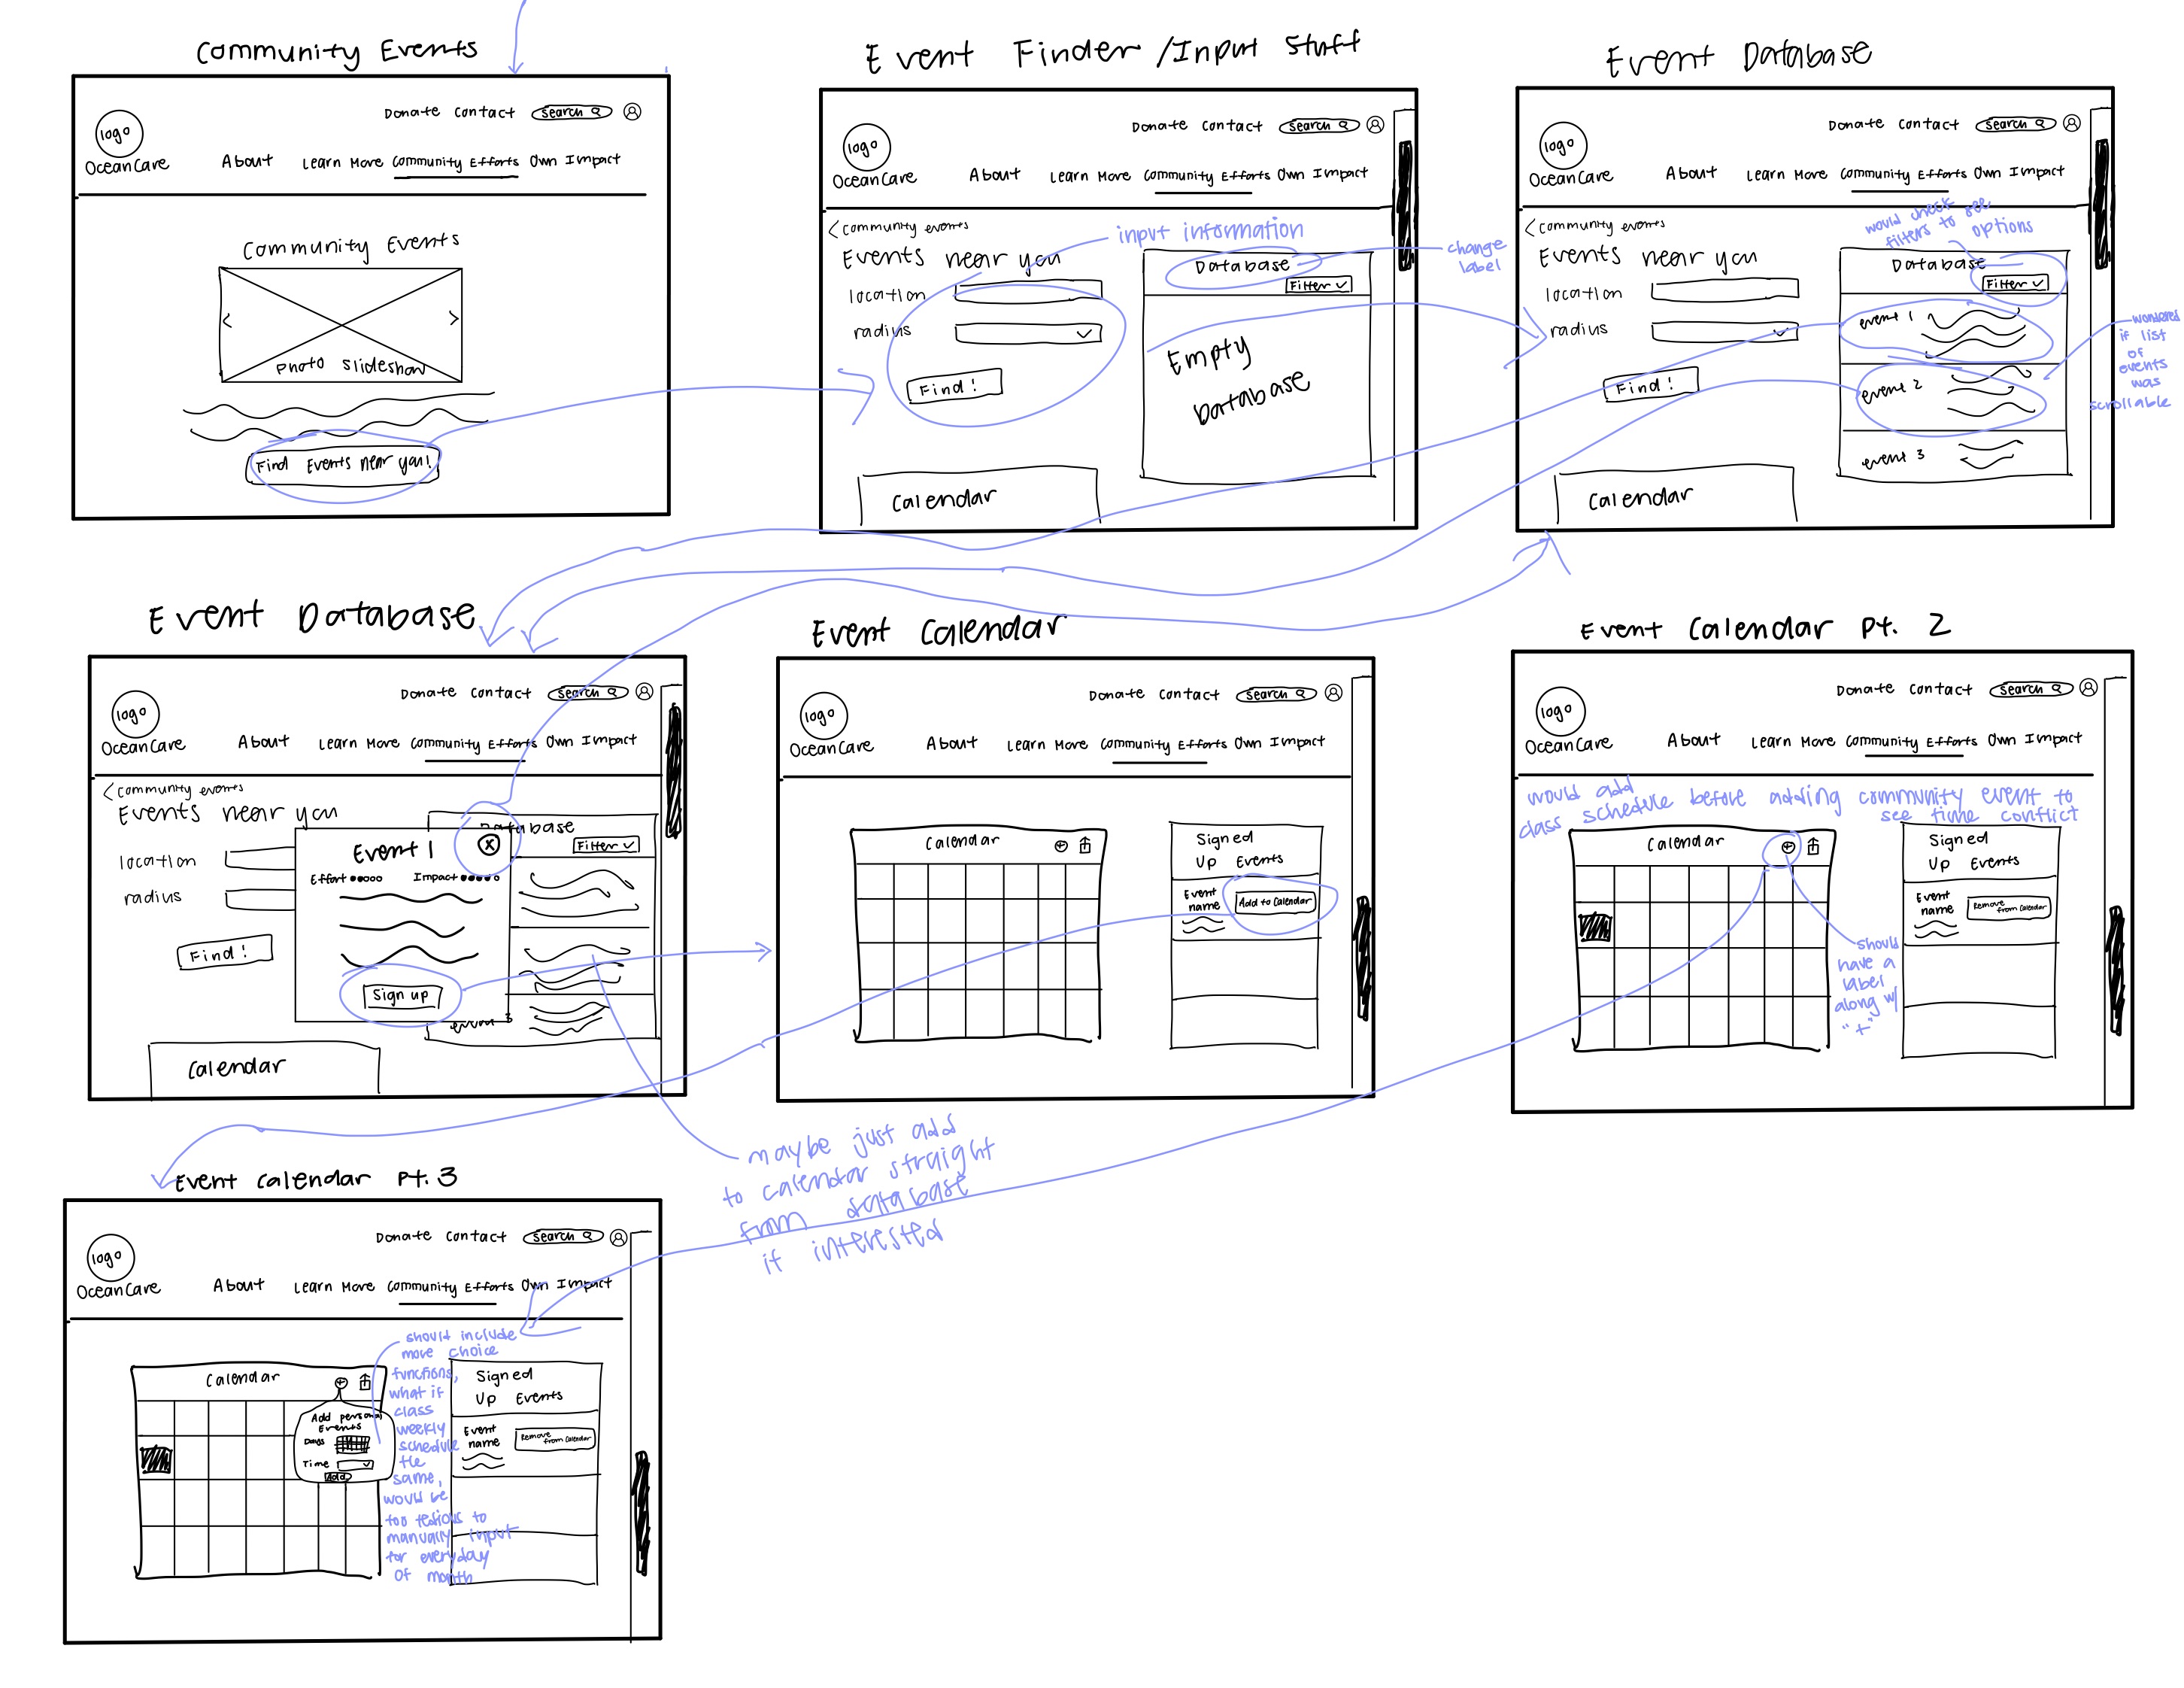 Community Events
Donate Contact Search
logo
OceanCare
About Learn More Community Efforts Own Impact
Community Events
Photo Slideshow
Find Events near you!
Event Finder/Input Stuff
Donate Contact Search
logo
OceanCare
About Learn More Community Efforts Own Impact
< Community events
input information
Events near you
Database
change
label
Filter
location
radius
Find!
Empty
Database
Calendar
Event Database
Donate Contact Search
logo
OceanCare
About Learn More Community Efforts Own Impact
< Community events
would check
filters to see
options
Events near you
Database
Filter
location
radius
Find!
event 1
event 2
event 3
wondered
if list
of
events
was
scrollable
Calendar
Event Database
Donate Contact Search
logo
OceanCare
About Learn More Community Efforts Own Impact
< Community events
Events near you
Database
Filter
location
radius
Find!
Event 1
X
Effort Impact
Sign up
event 3
Calendar
maybe just add
to calendar straight
from database
if interested
Event Calendar
Donate Contact Search
logo
OceanCare
About Learn More Community Efforts Own Impact
Calendar
Signed
Up Events
Event
name
Add to Calendar
Event Calendar Pt. 2
Donate Contact Search
logo
OceanCare
About Learn More Community Efforts Own Impact
would add
class schedule before adding community event to
see time conflict
Calendar
+
Signed
Up Events
Event
name
Remove
from Calendar
should
have a
label
along w/
"+"
Event Calendar Pt. 3
Donate Contact Search
logo
OceanCare
About Learn More Community Efforts Own Impact
Calendar
+
Add personal
Events
Days
Time
Add
should include
more choice
functions,
what if
class
weekly
schedule
the
same,
would be
too tedious to
manually input
for everyday
of month
Signed
Up Events
Event
name
Remove
from Calendar